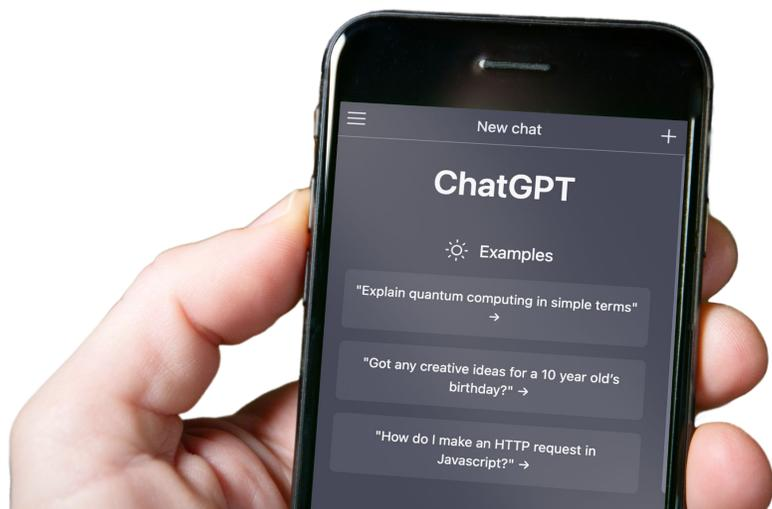 New chat
ChatGPT
Examples
"Explain quantum computing in simple terms"
→
"Got any creative ideas for a 10 year old's
birthday?" →
"How do I make an HTTP request in
Javascript?" →